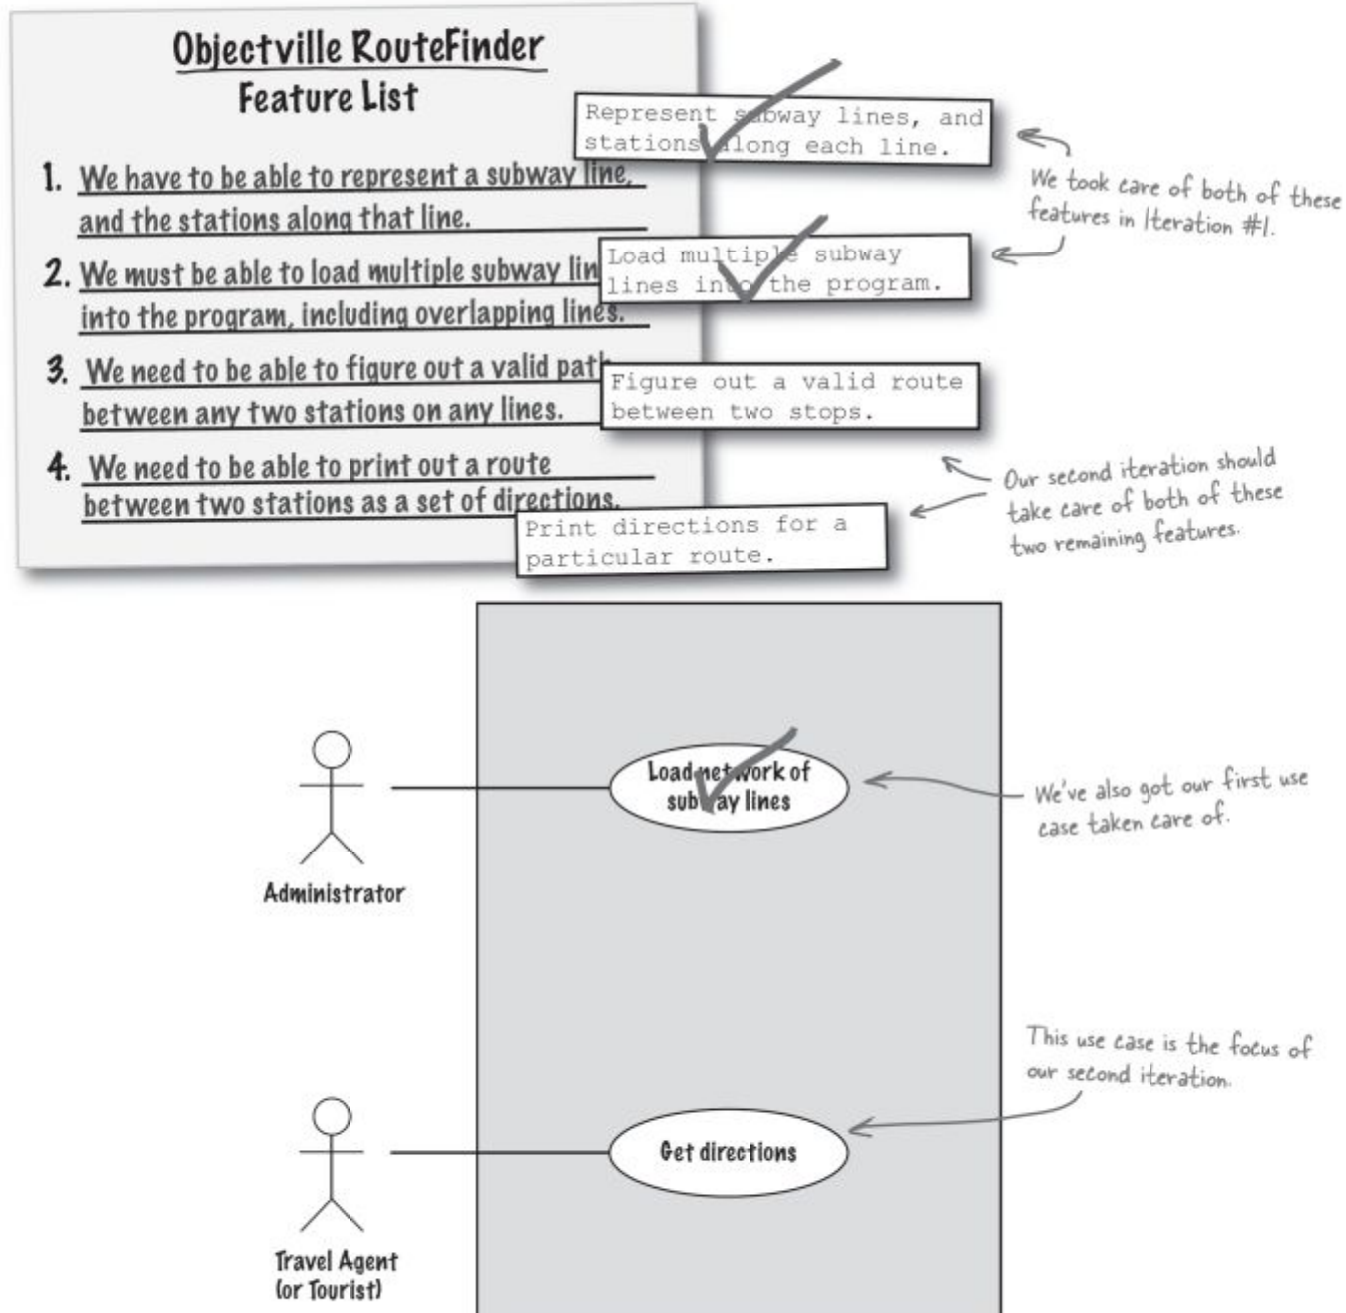 Objectville RouteFinder
Feature List
1. We have to be able to represent a subway line,
and the stations along that line.
2. We must be able to load multiple subway lin
into the program, including overlapping lines.
3. We need to be able to figure out a valid path
between any two stations on any lines.
4. We need to be able to print out a route
between two stations as a set of directions.
Represent subway lines, and
stations along each line.
We took care of both of these
features in Iteration #1.
Load multiple subway
lines into the program.
Figure out a valid route
between two stops.
Our second iteration should
take care of both of these
two remaining features.
Print directions for a
particular route.
Load network of
subway lines
We've also got our first use
case taken care of.
Administrator
This use case is the focus of
our second iteration.
Get directions
Travel Agent
(or Tourist)